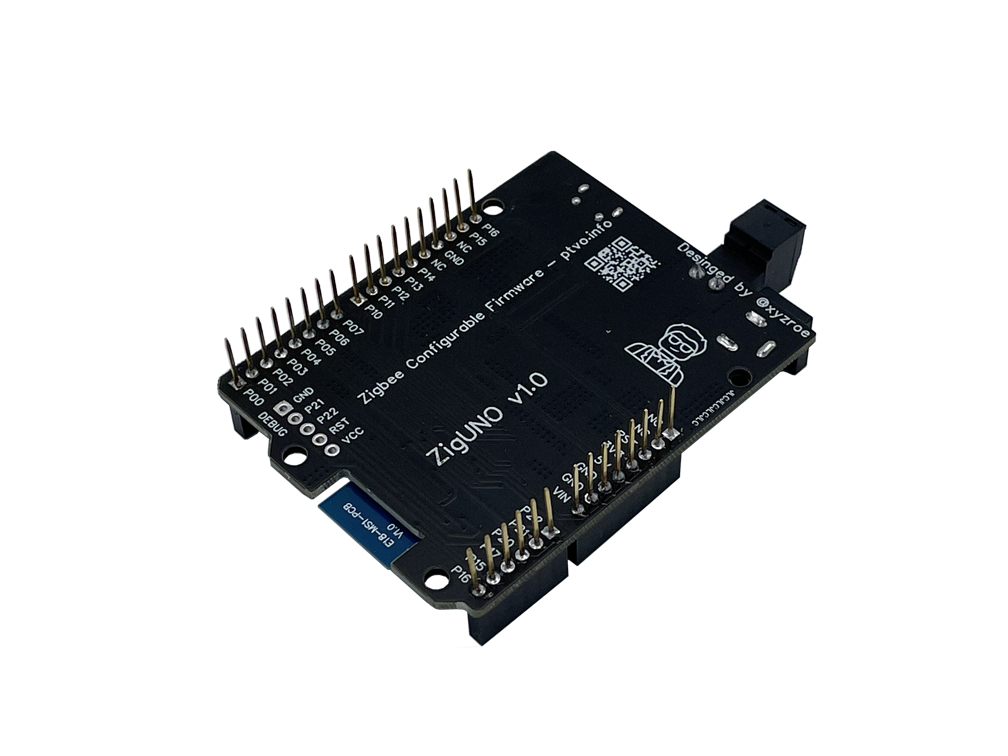 P16
P15
NC
GND
NC
P14
P13
P12
P11
P10
P07
P06
P05
P04
P03
P02
P01
P00
GND
P21
P22
RST
VCC
DEBUG
Zigbee Configurable Firmware - ptvo.info
ZigUNO v1.0
Desinged by @xyzroe
VIN
P16
E18-MS1-PCB
V1.0